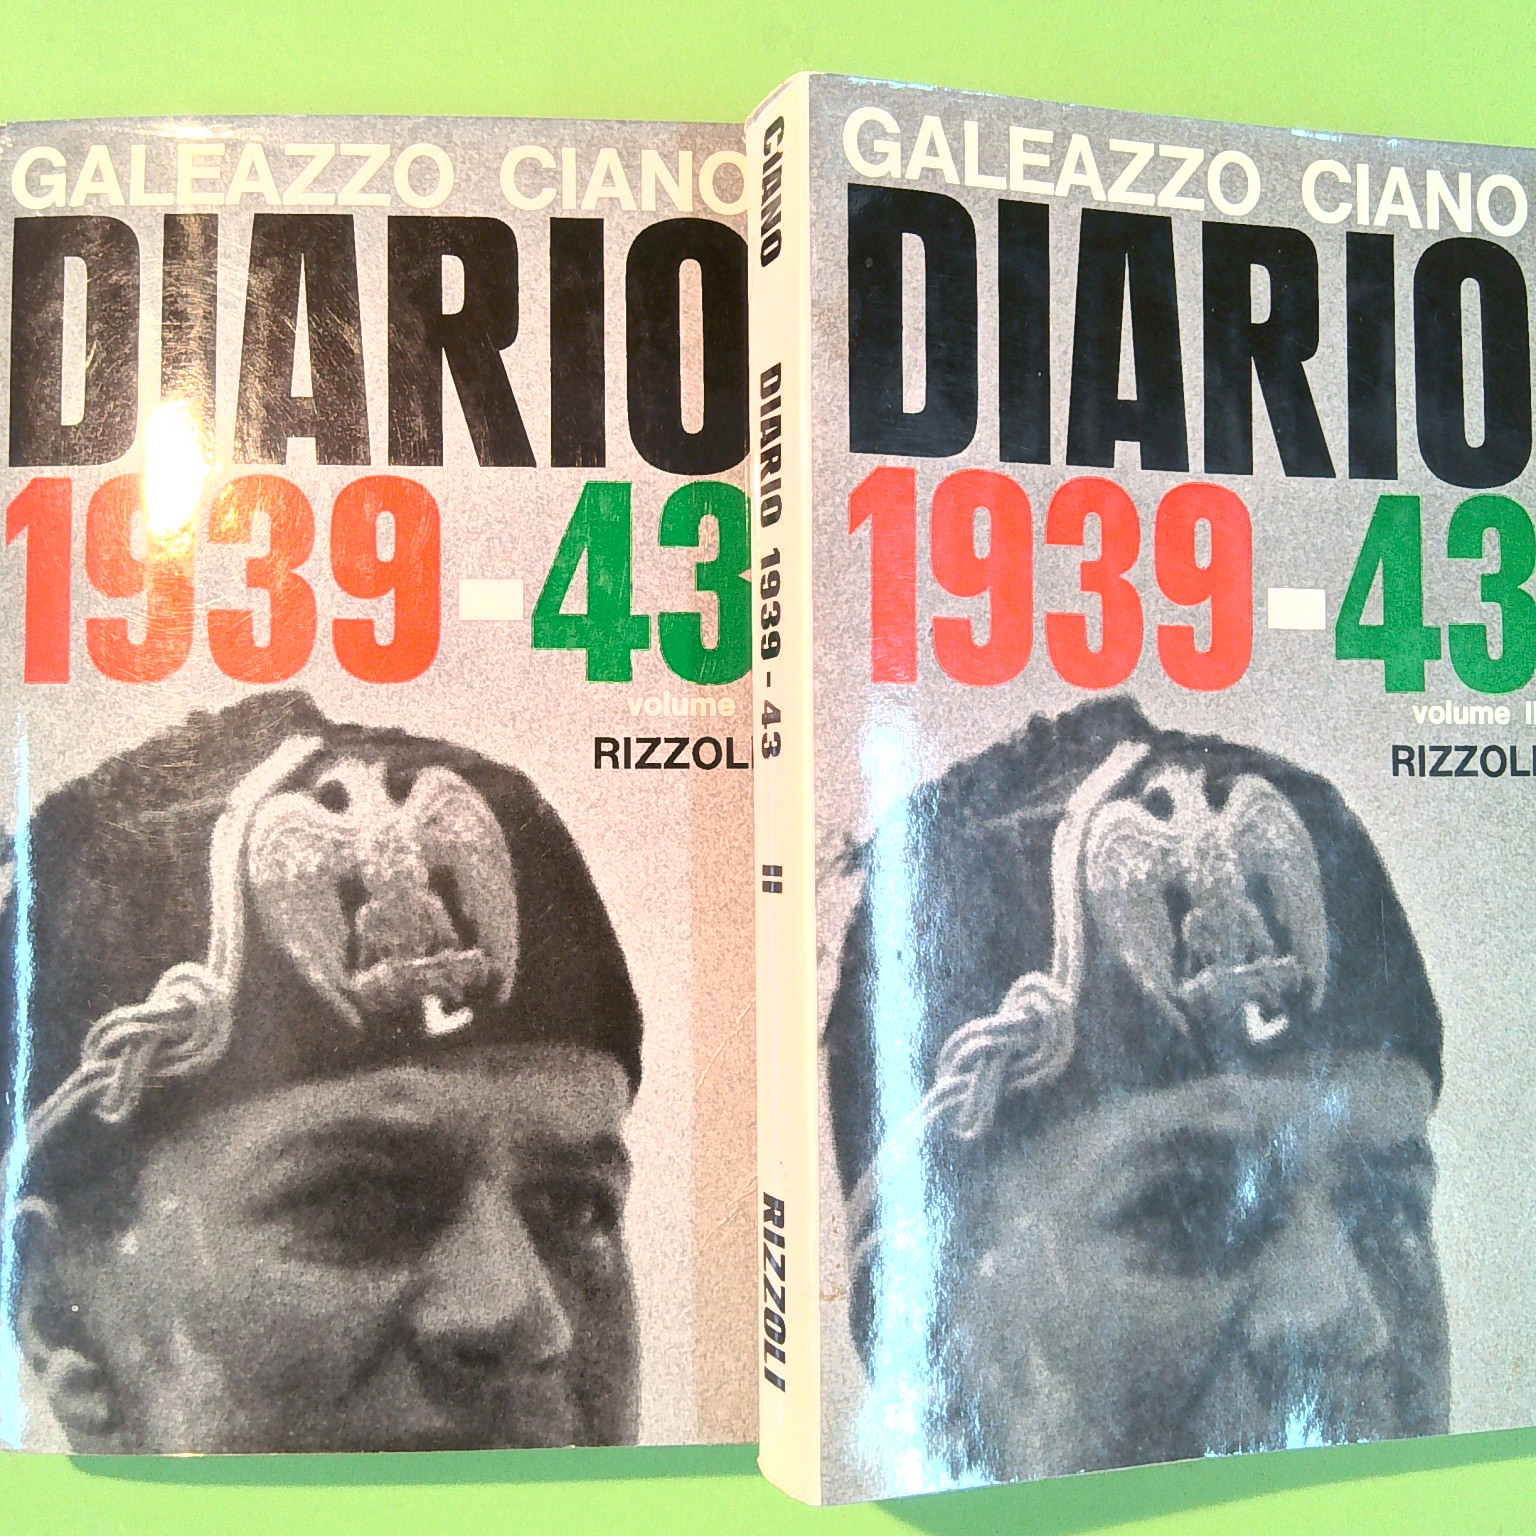 GALEAZZO CIANO
DIARIO
1939-43
volume
RIZZOLI
CIANO DIARIO 1939-43 II RIZZOLI
GALEAZZO CIANO
DIARIO
1939-43
volume
RIZZOLI